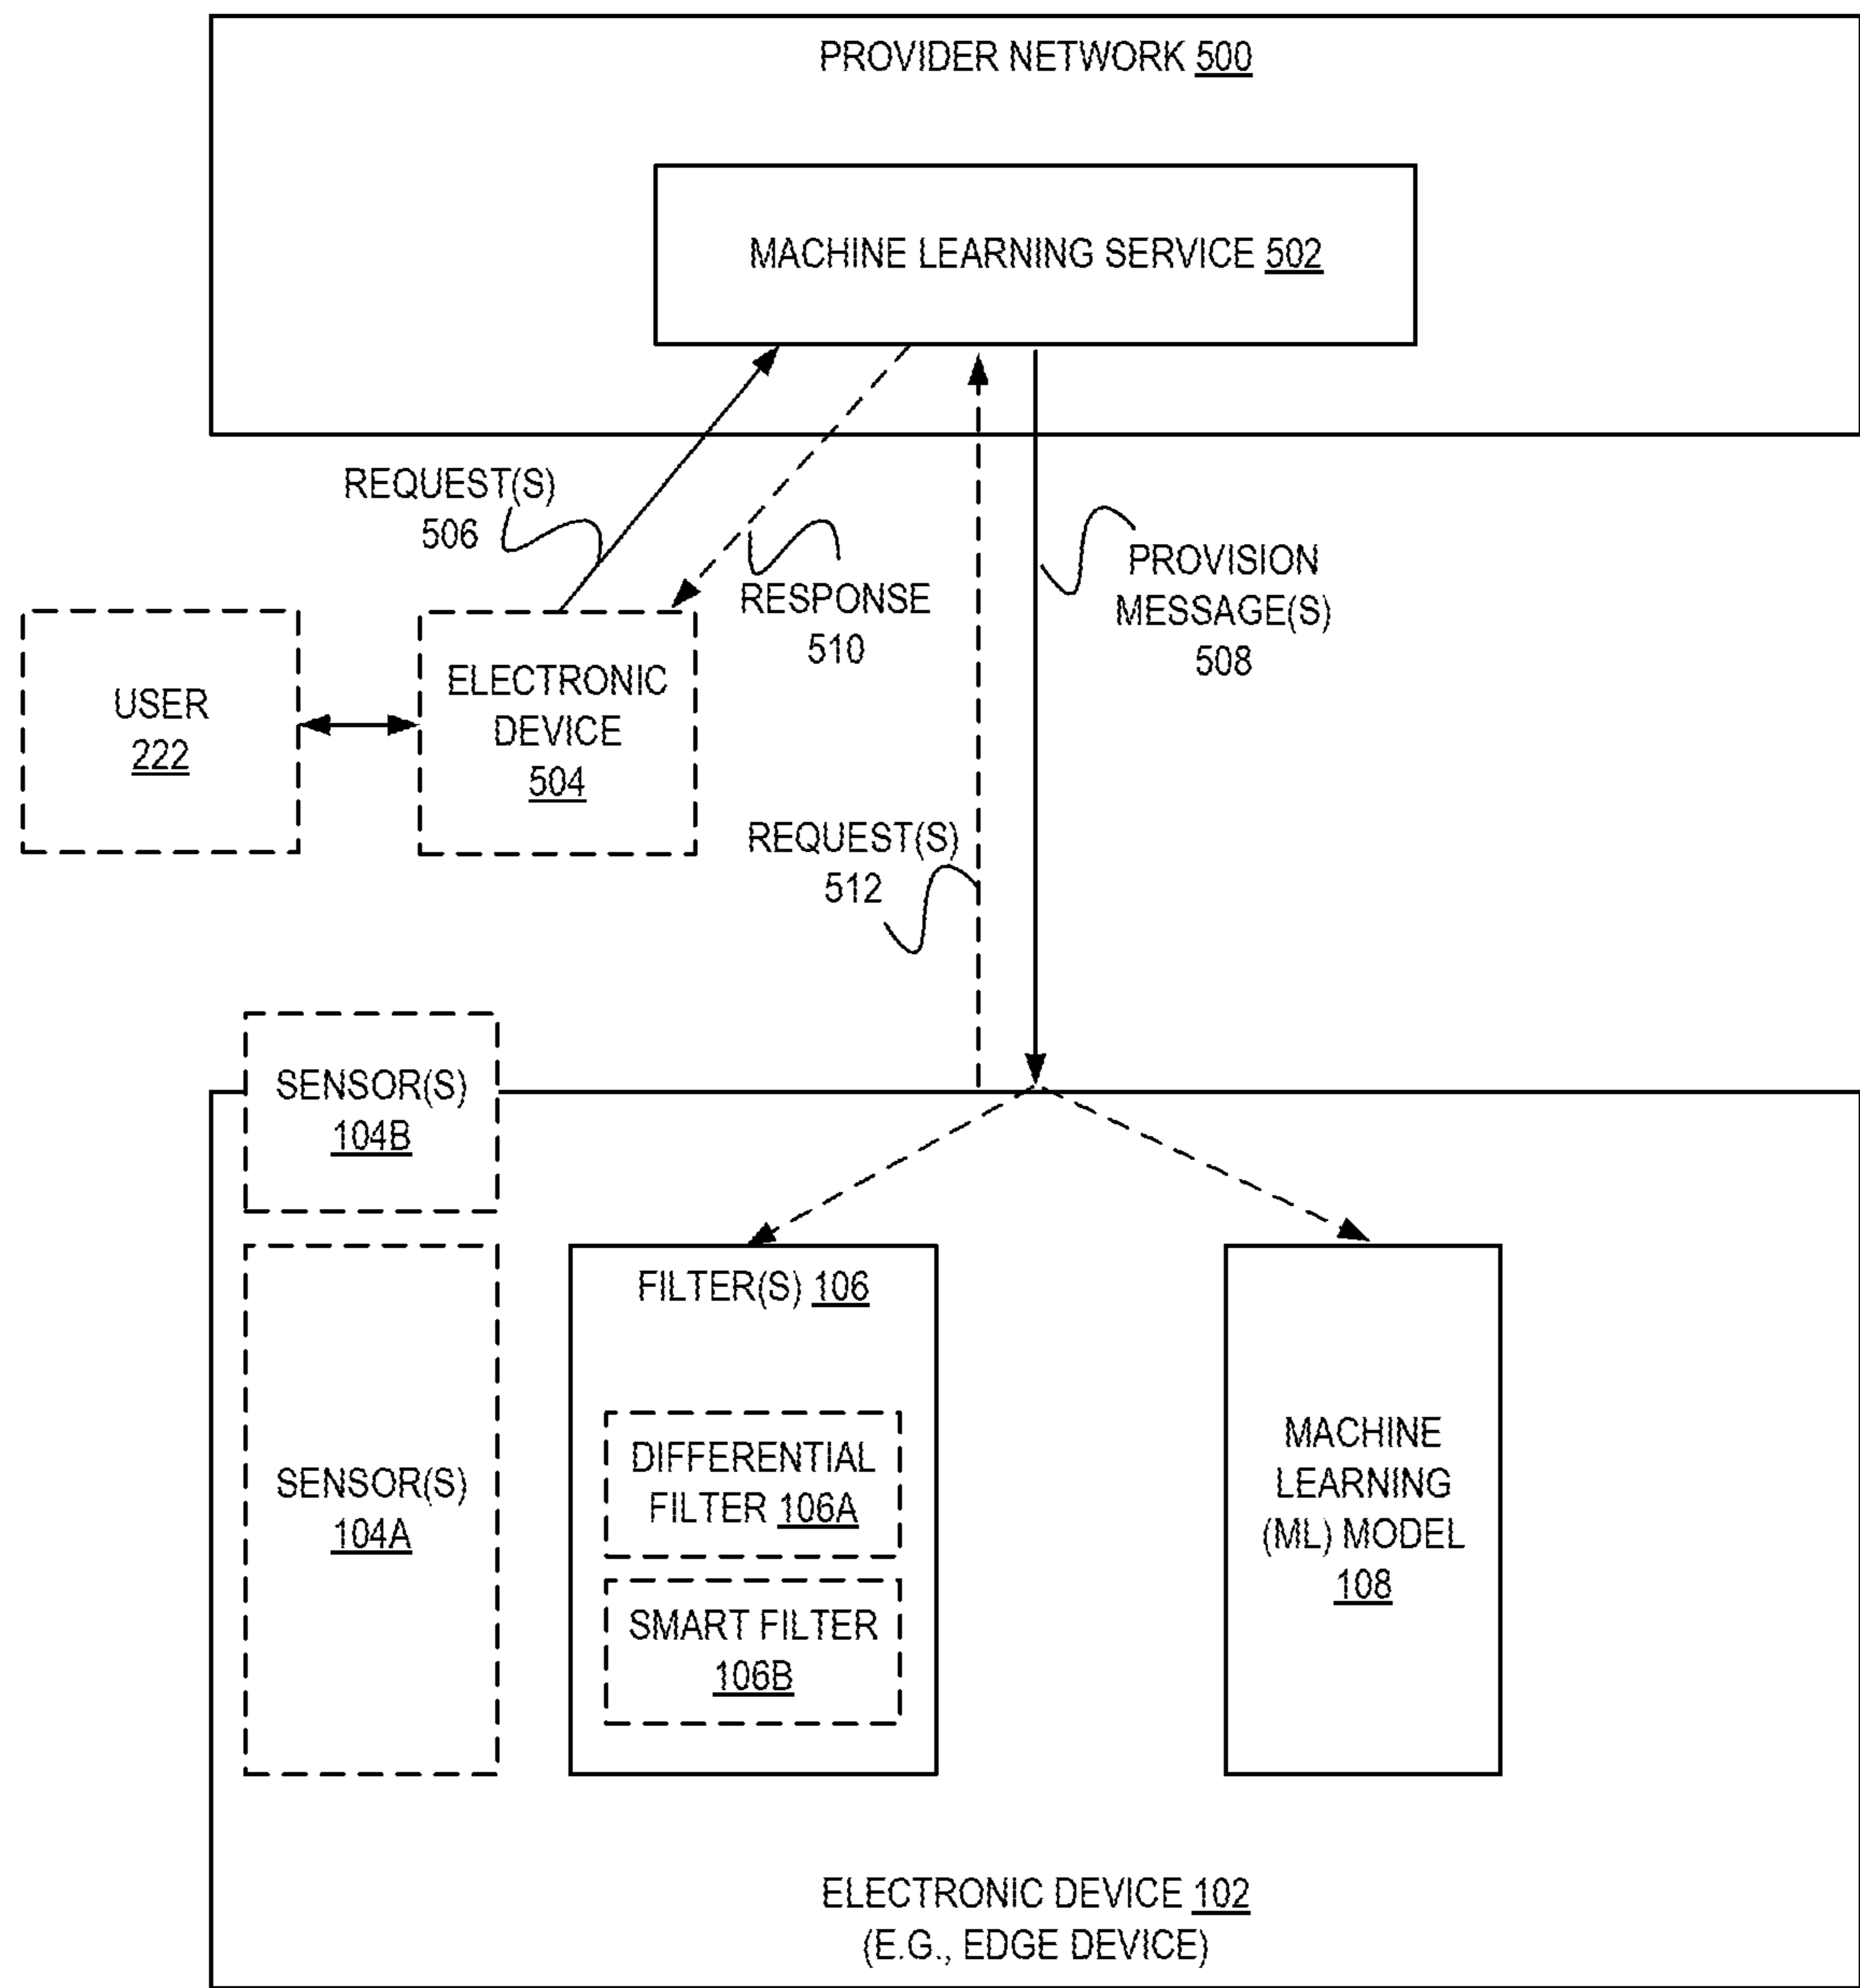 PROVIDER NETWORK 500
MACHINE LEARNING SERVICE 502
REQUEST(S)
506
RESPONSE
510
PROVISION
MESSAGE(S)
508
USER
222
ELECTRONIC
DEVICE
504
REQUEST(S)
512
SENSOR(S)
104B
SENSOR(S)
104A
FILTER(S) 106
DIFFERENTIAL
FILTER 106A
SMART FILTER
106B
MACHINE
LEARNING
(ML) MODEL
108
ELECTRONIC DEVICE 102
(E.G., EDGE DEVICE)